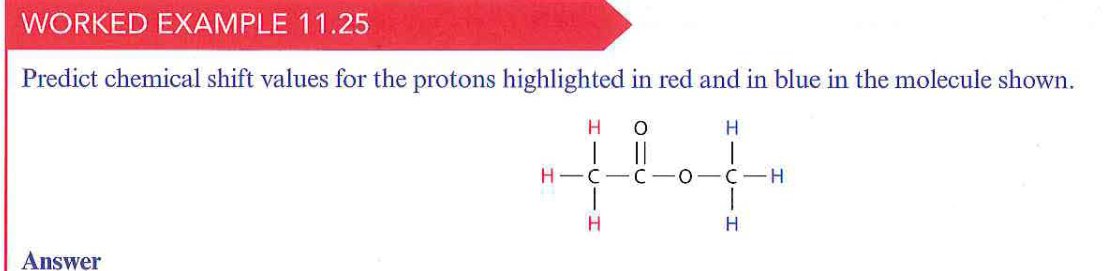 WORKED EXAMPLE 11.25
Predict chemical shift values for the protons highlighted in red and in blue in the molecule shown.
H O H
H—C—C—O—C—H
H H
Answer